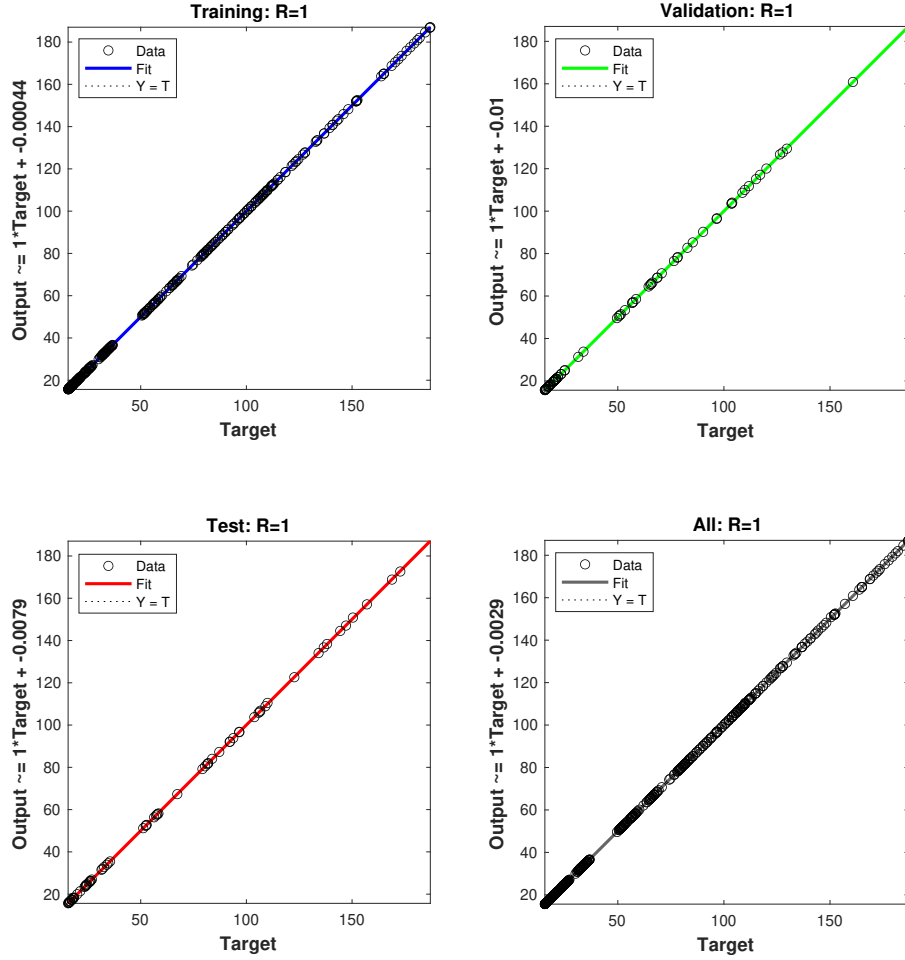 Training: R=1
Output ~= 1*Target + -0.00044
180
160
140
120
100
80
60
40
20
Data
Fit
Y = T
50
100
150
Target
Validation: R=1
Output ~= 1*Target + -0.01
180
160
140
120
100
80
60
40
20
Data
Fit
Y = T
50
100
150
Target
Test: R=1
Output ~= 1*Target + -0.0079
180
160
140
120
100
80
60
40
20
Data
Fit
Y = T
50
100
150
Target
All: R=1
Output ~= 1*Target + -0.0029
180
160
140
120
100
80
60
40
20
Data
Fit
Y = T
50
100
150
Target